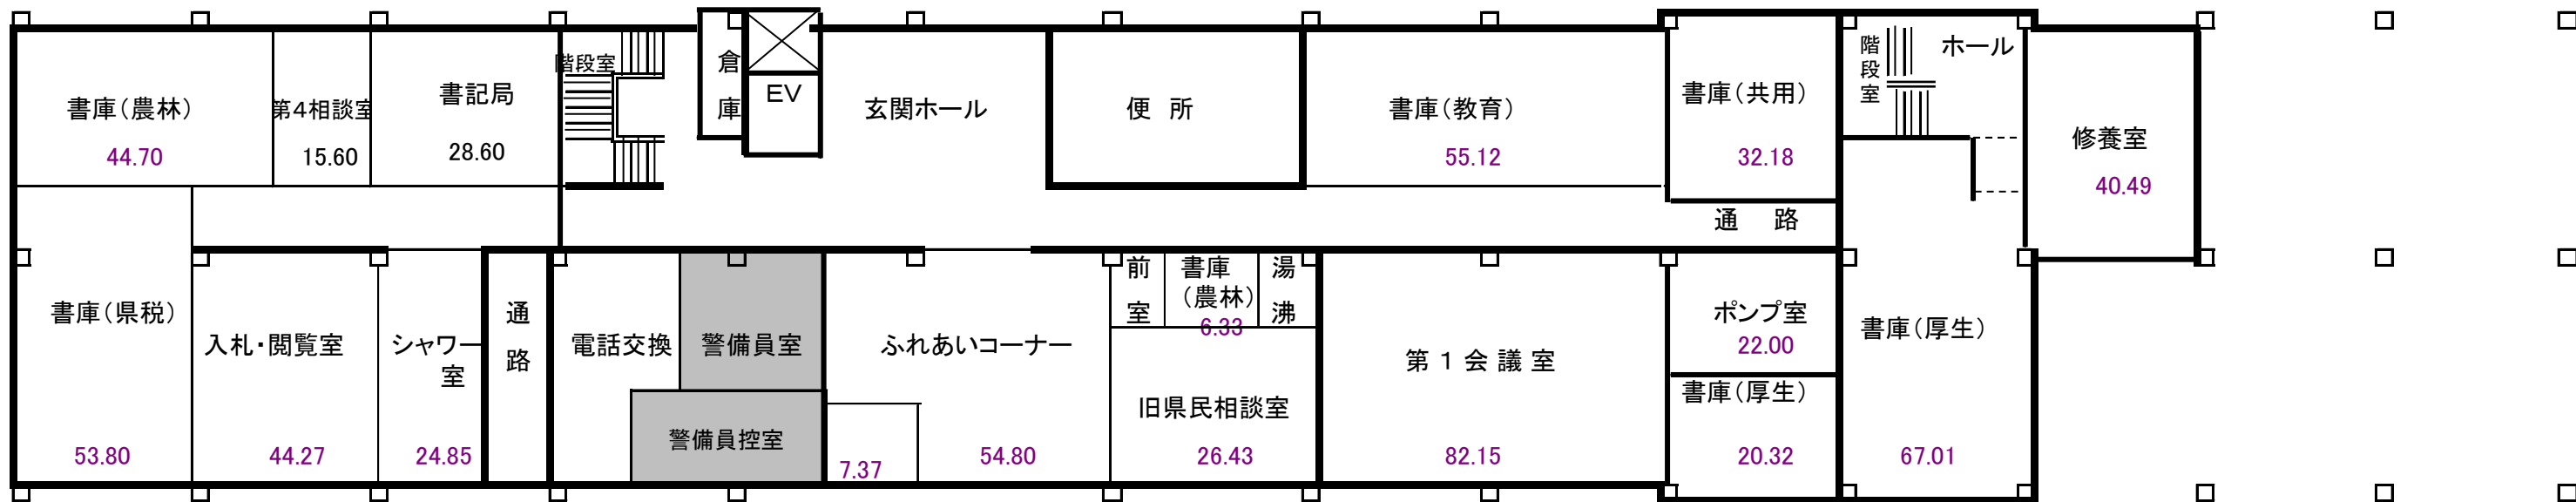 書庫(農林)
44.70
第4相談室
15.60
書記局
28.60
階段室
倉庫
EV
玄関ホール
便 所
書庫(教育)
55.12
書庫(共用)
32.18
階段室
ホール
修養室
40.49
通 路
書庫(県税)
53.80
入札・閲覧室
44.27
シャワー
室
24.85
通路
電話交換
警備員室
警備員控室
ふれあいコーナー
7.37
54.80
前室
書庫
(農林)
6.33
湯沸
旧県民相談室
26.43
第 1 会 議 室
82.15
ポンプ室
22.00
書庫(厚生)
20.32
書庫(厚生)
67.01